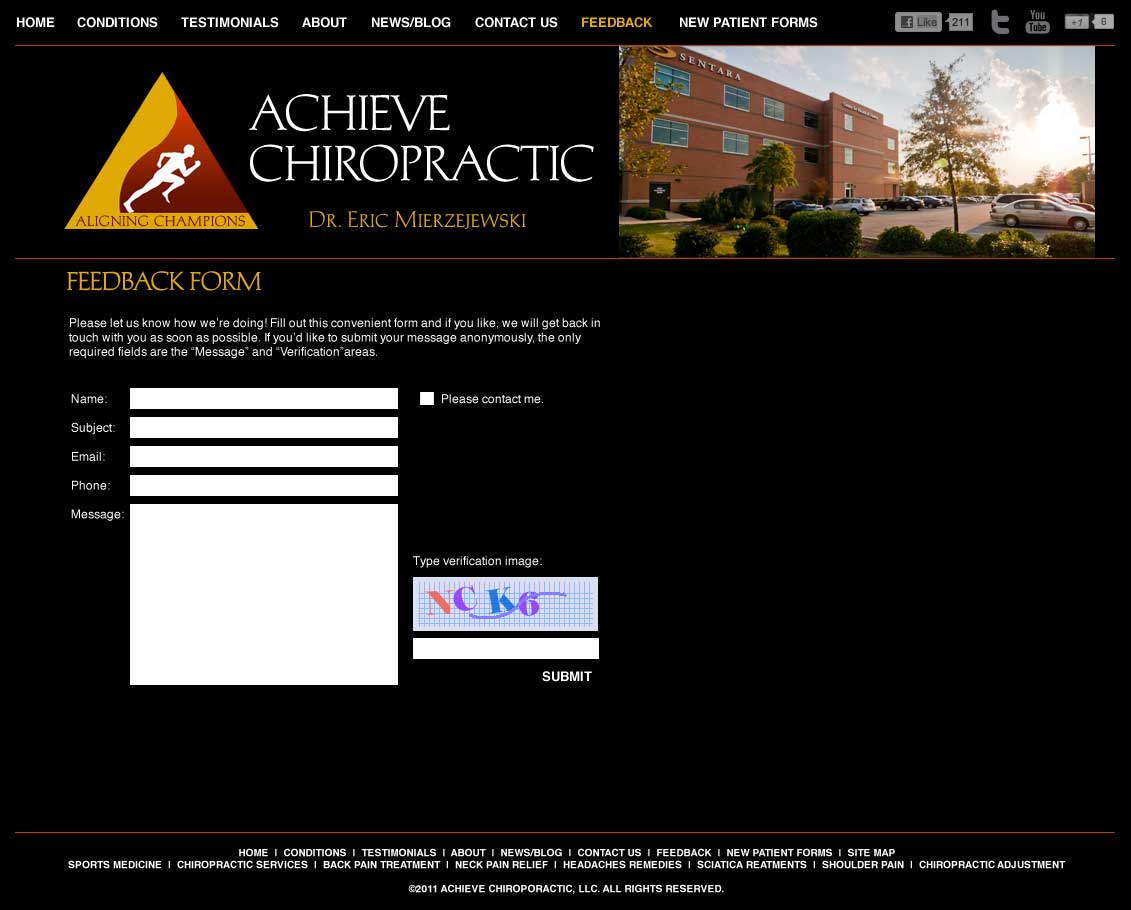 HOME CONDITIONS TESTIMONIALS ABOUT NEWS/BLOG CONTACT US FEEDBACK NEW PATIENT FORMS
Like 211 You Tube +1 6
ACHIEVE
CHIROPRACTIC
ALIGNING CHAMPIONS
DR. ERIC MIERZEJEWSKI
SENTARA
FEEDBACK FORM
Please let us know how we're doing! Fill out this convenient form and if you like, we will get back in
touch with you as soon as possible. If you'd like to submit your message anonymously, the only
required fields are the “Message” and “Verification”areas.
Name: Please contact me.
Subject:
Email:
Phone:
Message:
Type verification image:
NCK6
SUBMIT
HOME | CONDITIONS | TESTIMONIALS | ABOUT | NEWS/BLOG | CONTACT US | FEEDBACK | NEW PATIENT FORMS | SITE MAP
SPORTS MEDICINE | CHIROPRACTIC SERVICES | BACK PAIN TREATMENT | NECK PAIN RELIEF | HEADACHES REMEDIES | SCIATICA REATMENTS | SHOULDER PAIN | CHIROPRACTIC ADJUSTMENT
©2011 ACHIEVE CHIROPORACTIC, LLC. ALL RIGHTS RESERVED.